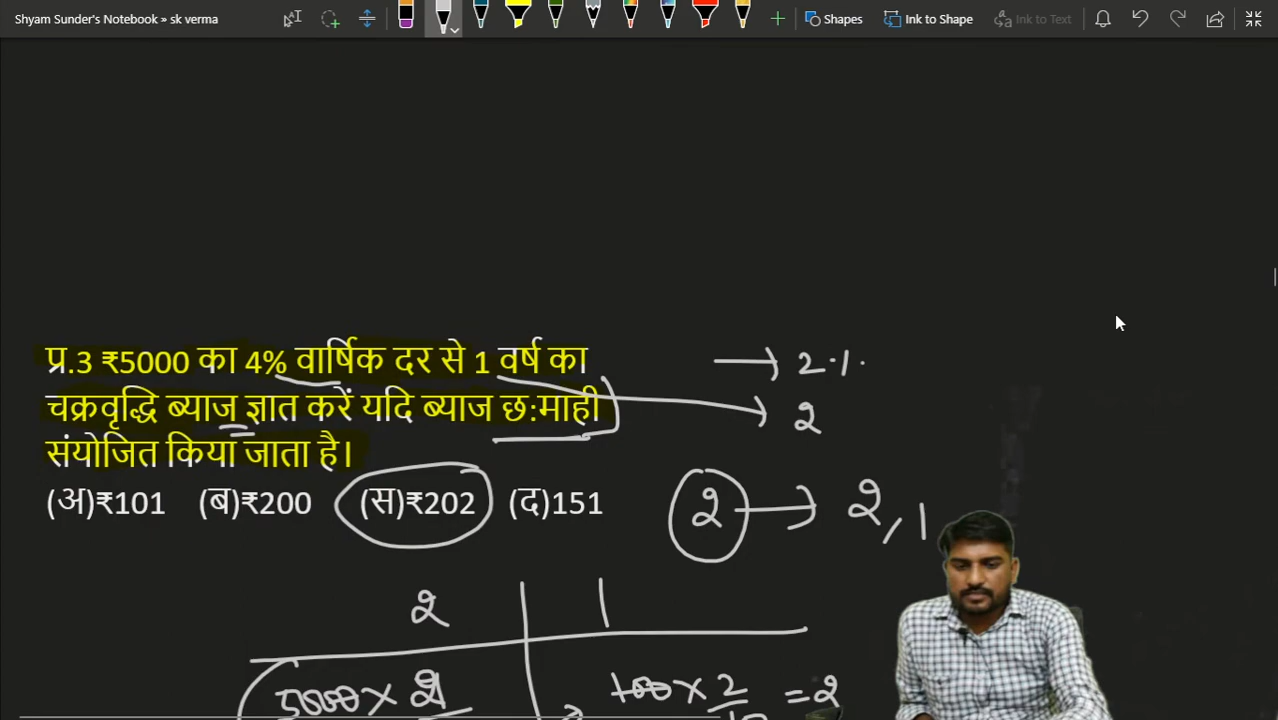 Shyam Sunder's Notebook » sk verma
Shapes
Ink to Shape
Ink to Text
प्र.3 ₹5000 का 4% वार्षिक दर से 1 वर्ष का
चक्रवृद्धि ब्याज ज्ञात करें यदि ब्याज छ:माही
संयोजित किया जाता है।
(अ)₹101 (ब)₹200 (स)₹202 (द)151
2·1·
2
2 → 2, 1
2 1
5000 × 2
100 × 2 = 2